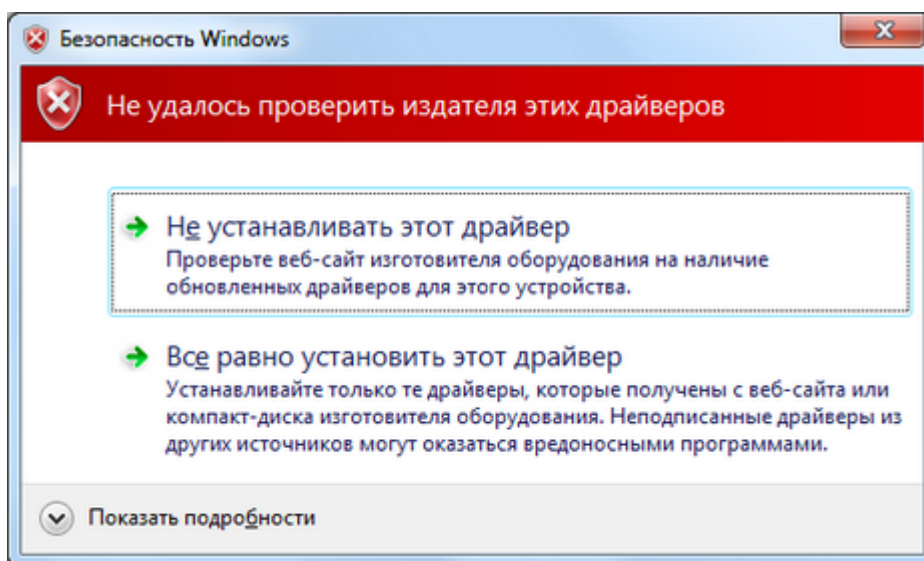 Безопасность Windows
Не удалось проверить издателя этих драйверов
Не устанавливать этот драйвер
Проверьте веб-сайт изготовителя оборудования на наличие
обновленных драйверов для этого устройства.
Все равно установить этот драйвер
Устанавливайте только те драйверы, которые получены с веб-сайта или
компакт-диска изготовителя оборудования. Неподписанные драйверы из
других источников могут оказаться вредоносными программами.
Показать подробности